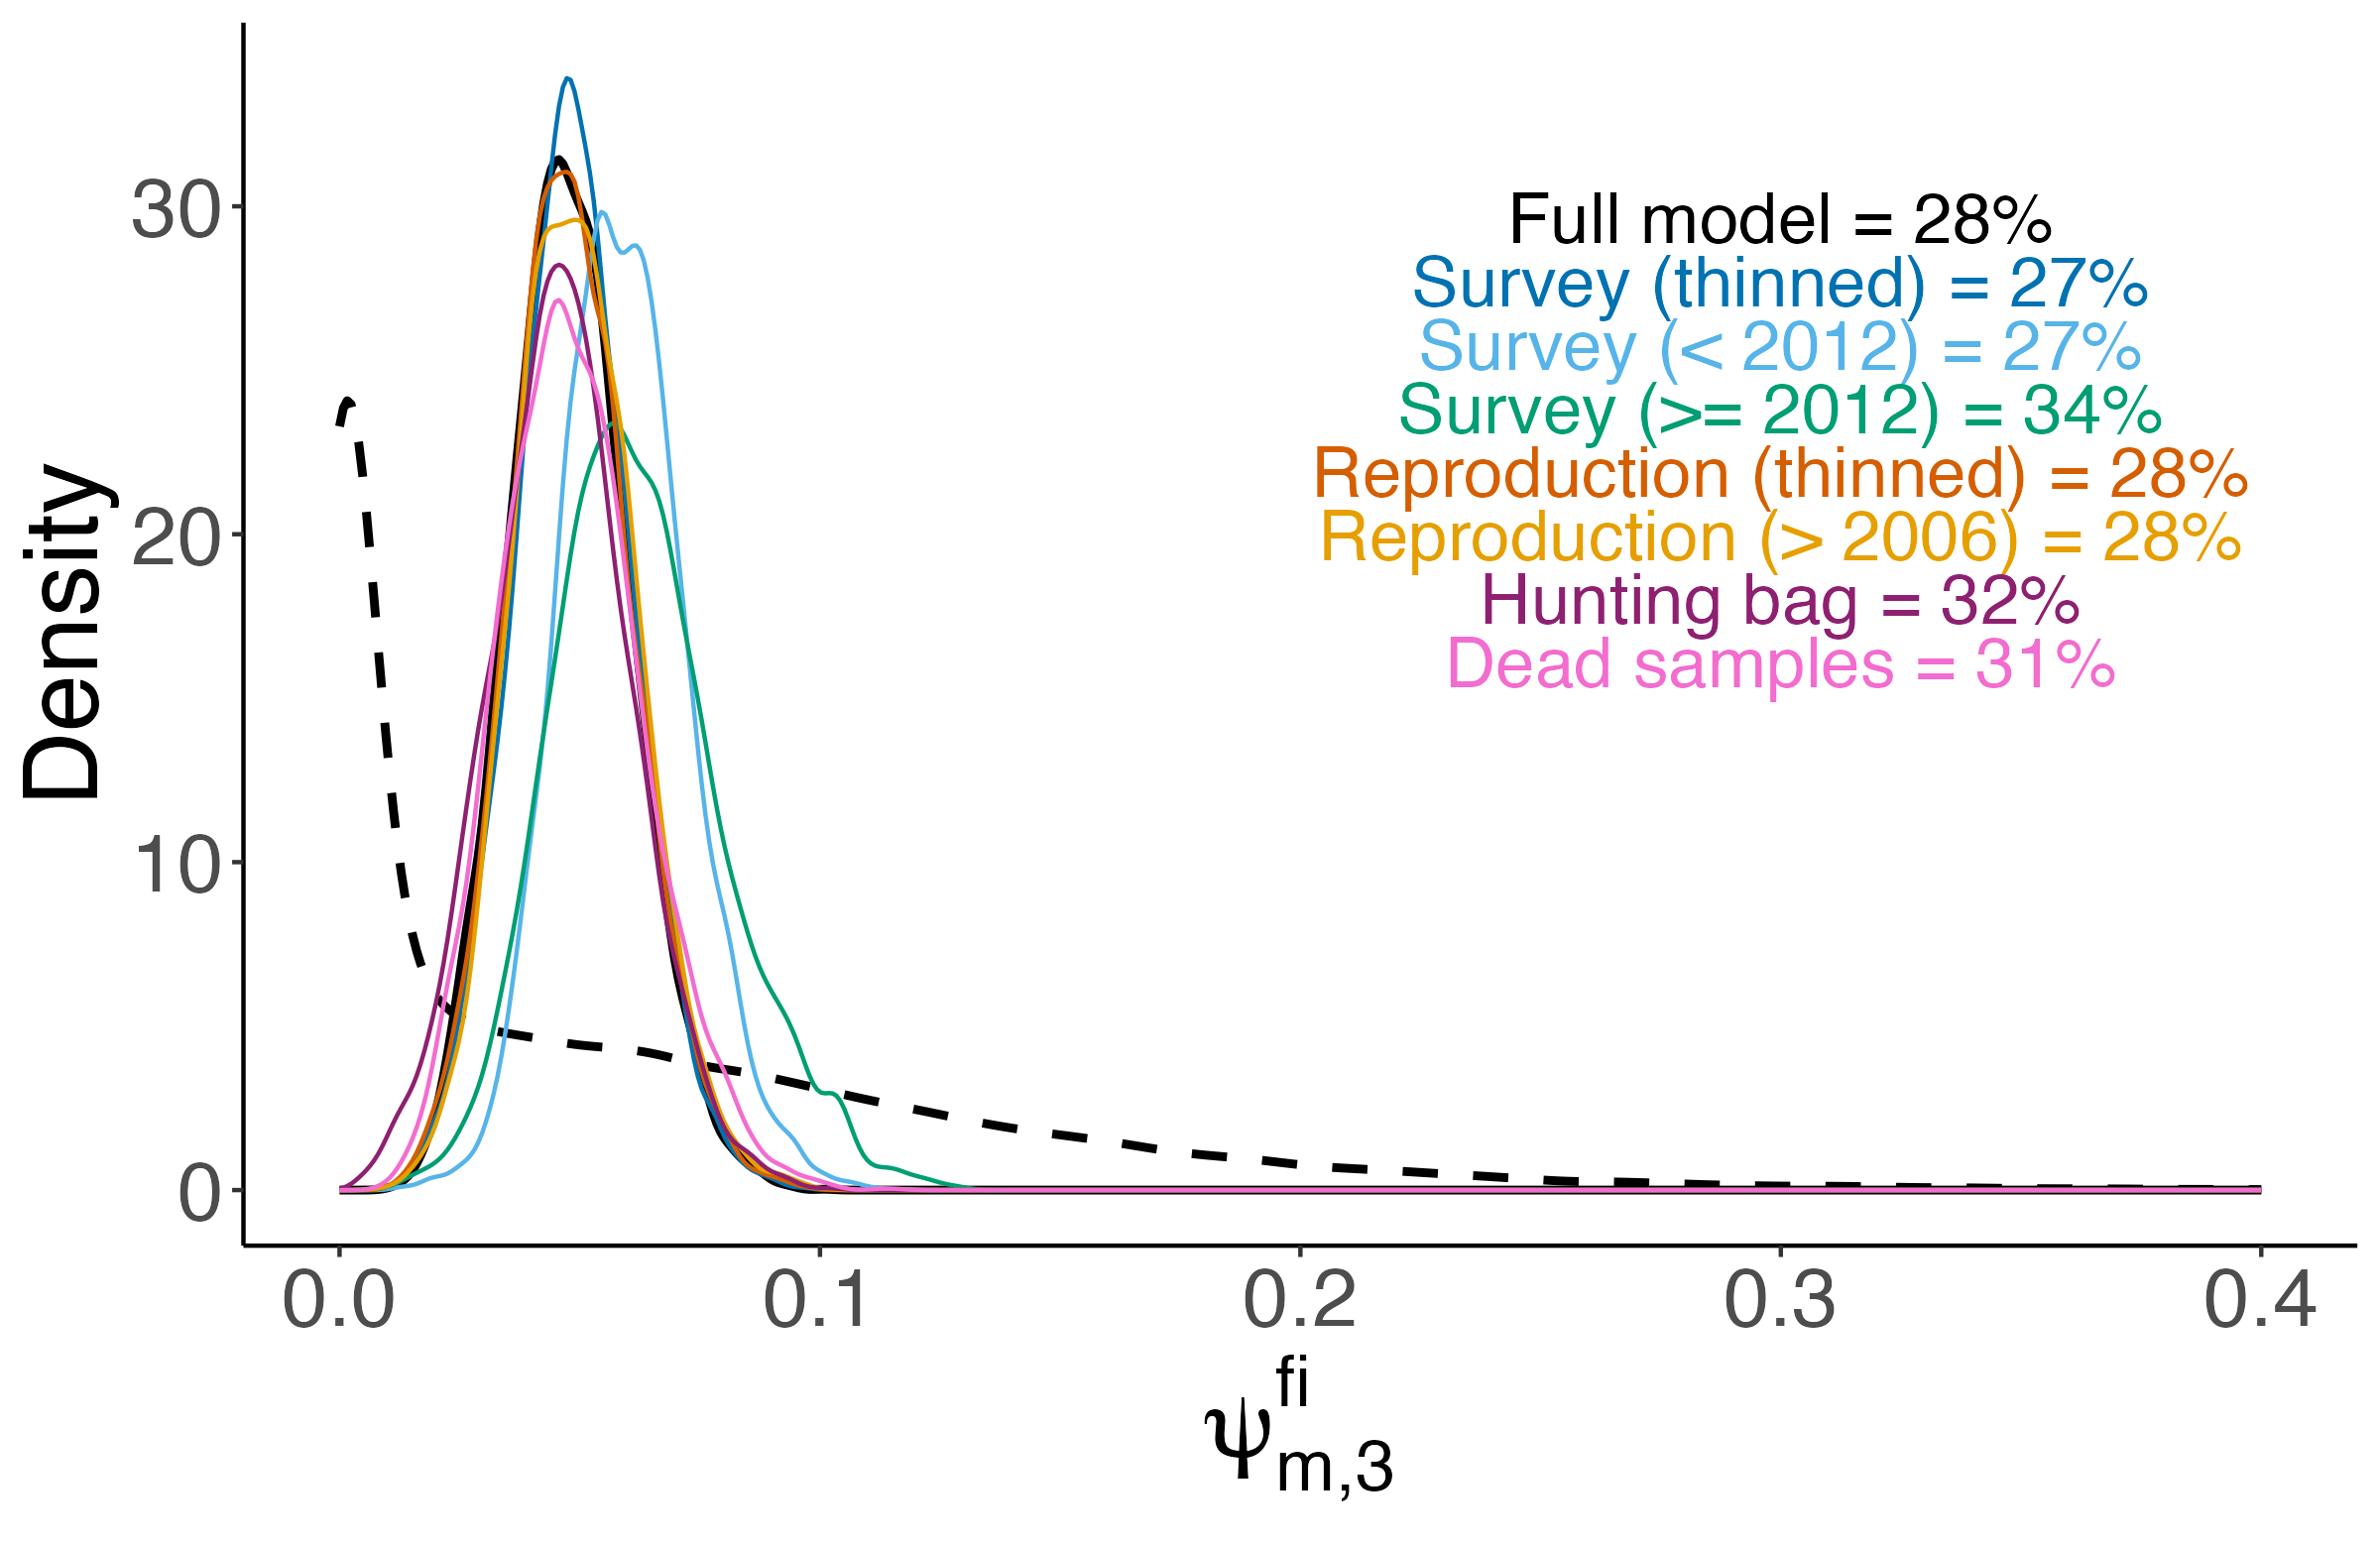 Density
30
20
10
0
Full model = 28%
Survey (thinned) = 27%
Survey (< 2012) = 27%
Survey (>= 2012) = 34%
Reproduction (thinned) = 28%
Reproduction (> 2006) = 28%
Hunting bag = 32%
Dead samples = 31%
0.0 0.1 0.2 0.3 0.4
ψ fi m,3